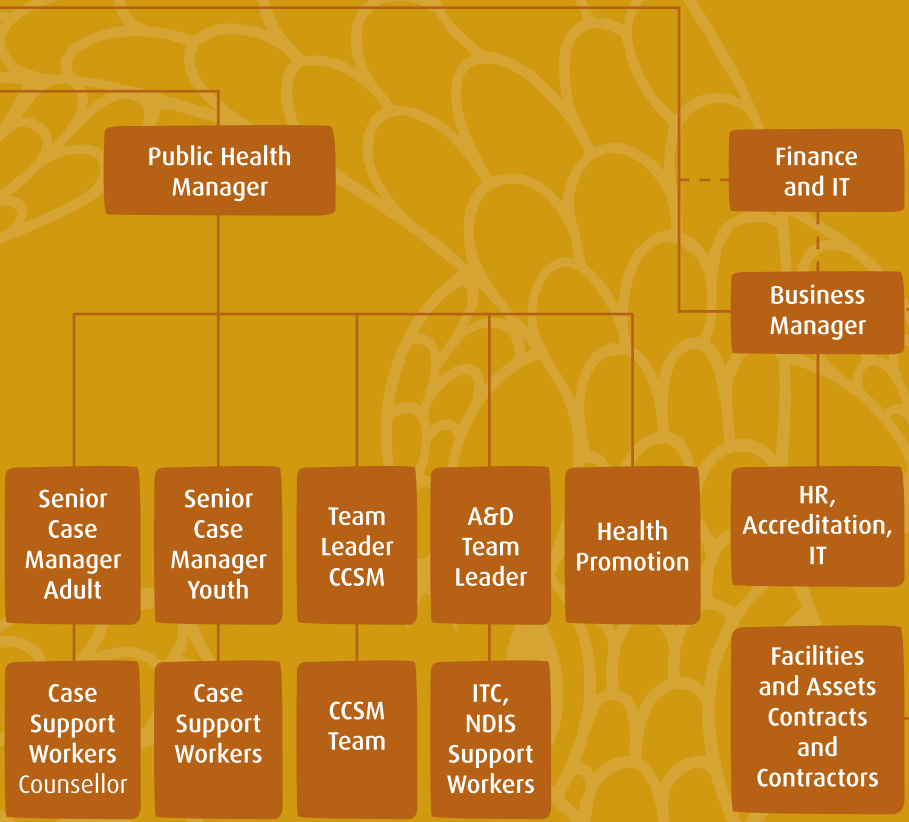 Public Health
Manager
Finance
and IT
Business
Manager
Senior
Case
Manager
Adult
Senior
Case
Manager
Youth
Team
Leader
CCSM
A&D
Team
Leader
Health
Promotion
HR,
Accreditation,
IT
Case
Support
Workers
Counsellor
Case
Support
Workers
CCSM
Team
ITC,
NDIS
Support
Workers
Facilities
and Assets
Contracts
and
Contractors